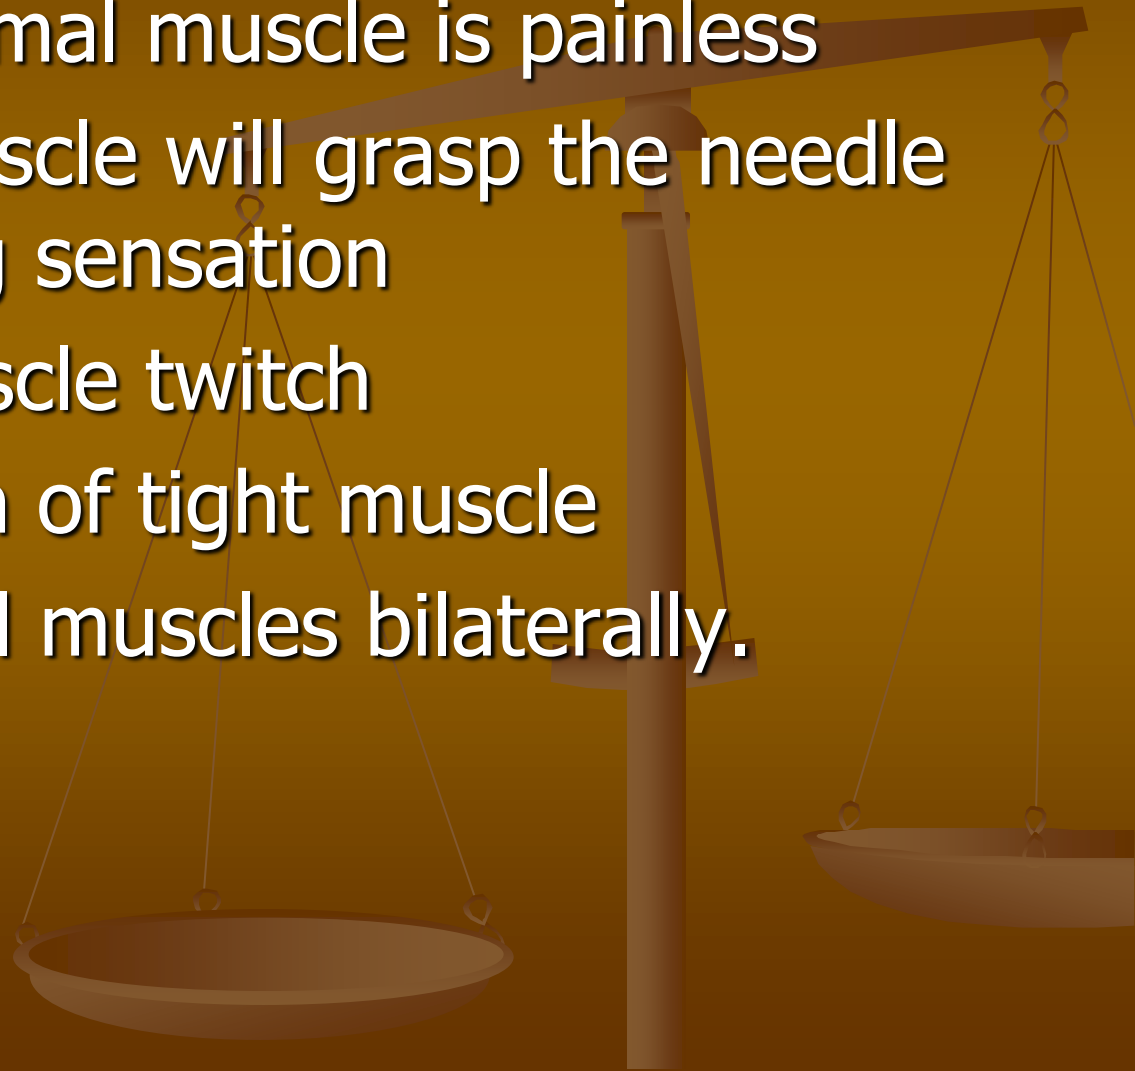 mal muscle is painless
scle will grasp the needle
g sensation
scle twitch
of tight muscle
muscles bilaterally.